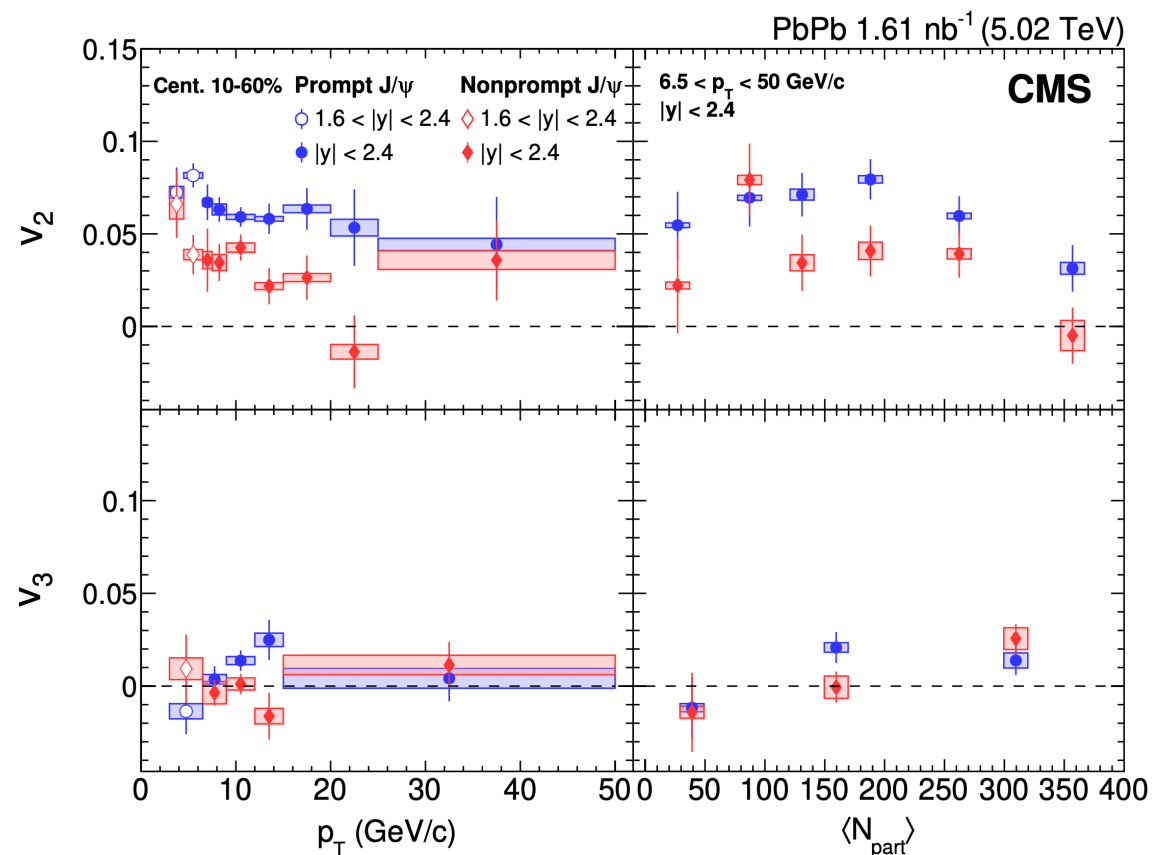 PbPb 1.61 nb⁻¹ (5.02 TeV)
0.15
Cent. 10-60% Prompt J/ψ Nonprompt J/ψ
1.6 < |y| < 2.4 1.6 < |y| < 2.4
|y| < 2.4 |y| < 2.4
6.5 < p_T < 50 GeV/c
|y| < 2.4
CMS
0.1
v₂
0.05
0
0.1
v₃
0.05
0
0 10 20 30 40 50 0 50 100 150 200 250 300 350 400
p_T (GeV/c) ⟨N_part⟩